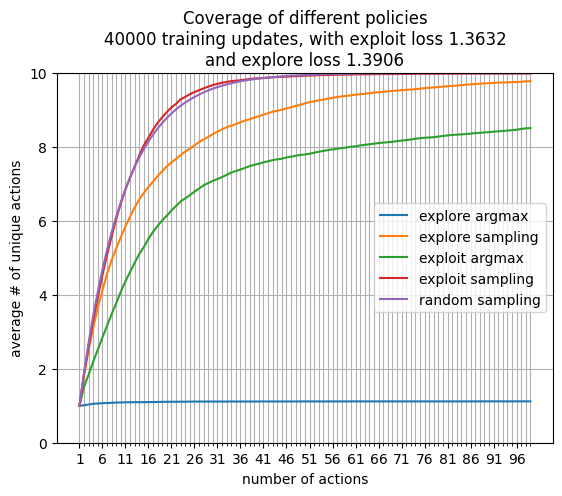 Coverage of different policies
40000 training updates, with exploit loss 1.3632
and explore loss 1.3906
average # of unique actions
10
8
6
4
2
0
explore argmax
explore sampling
exploit argmax
exploit sampling
random sampling
1 6 11 16 21 26 31 36 41 46 51 56 61 66 71 76 81 86 91 96
number of actions